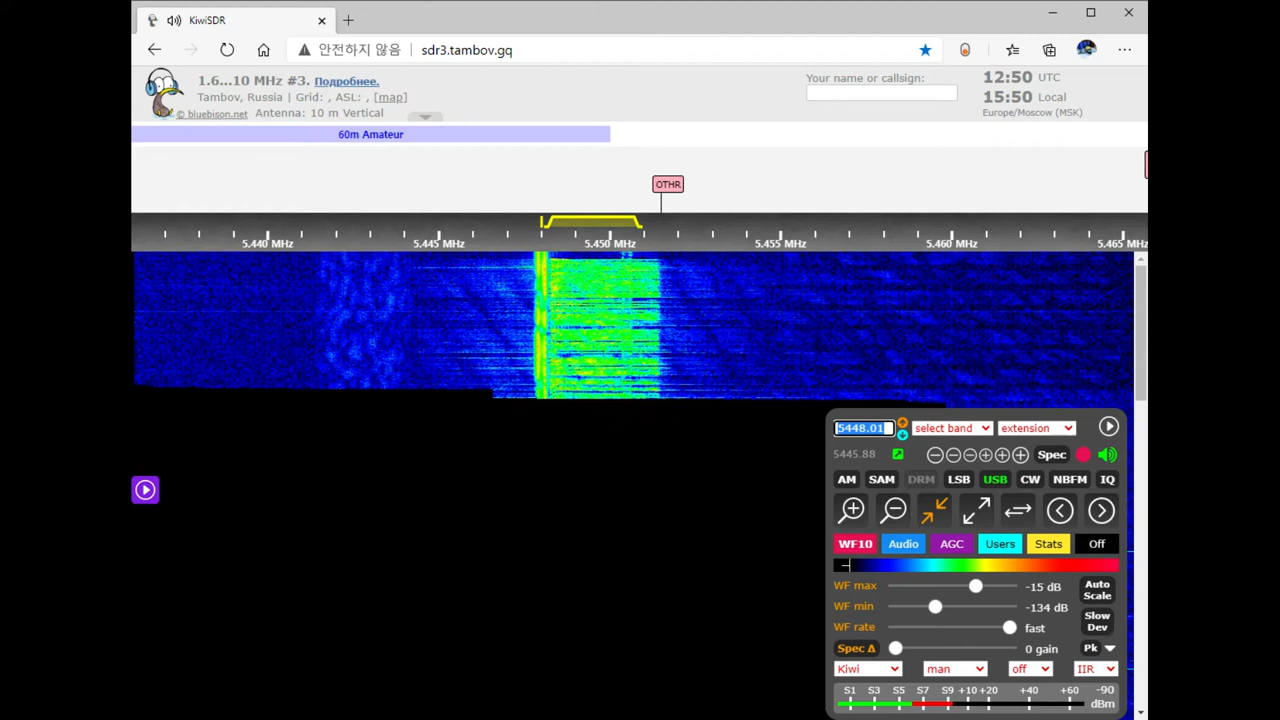 KiwiSDR
안전하지 않음
sdr3.tambov.gq
1.6...10 MHz #3. Подробнее.
Tambov, Russia | Grid: , ASL: , [map]
© bluebison.net Antenna: 10 m Vertical
Your name or callsign:
12:50 UTC
15:50 Local
Europe/Moscow (MSK)
60m Amateur
OTHR
5.440 MHz 5.445 MHz 5.450 MHz 5.455 MHz 5.460 MHz 5.465 MHz
5448.01 select band extension
5445.88 Spec
AM SAM DRM LSB USB CW NBFM IQ
WF10 Audio AGC Users Stats Off
WF max -15 dB Auto Scale
WF min -134 dB
WF rate fast Slow Dev
Spec Δ 0 gain Pk
Kiwi man off IIR
S1 S3 S5 S7 S9 +10 +20 +40 +60 -90
dBm